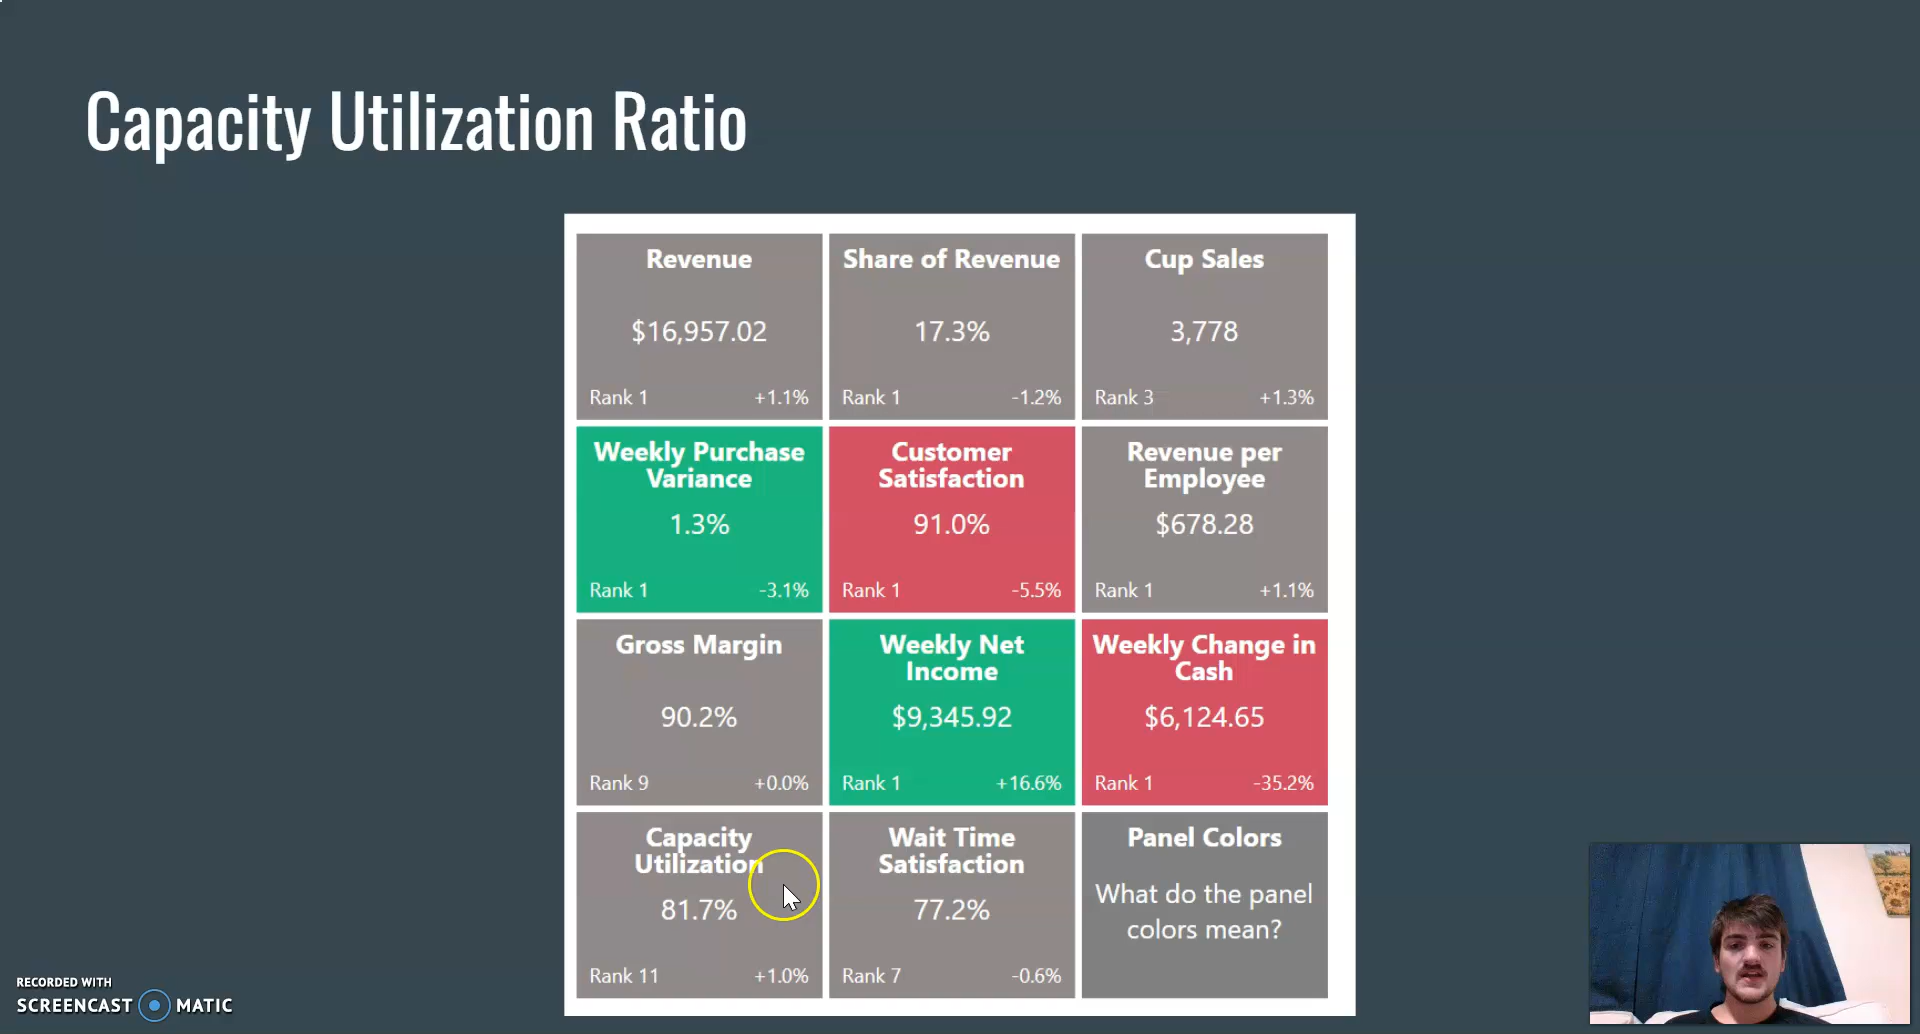 Capacity Utilization Ratio
Revenue
$16,957.02
Rank 1 +1.1%
Share of Revenue
17.3%
Rank 1 -1.2%
Cup Sales
3,778
Rank 3 +1.3%
Weekly Purchase
Variance
1.3%
Rank 1 -3.1%
Customer
Satisfaction
91.0%
Rank 1 -5.5%
Revenue per
Employee
$678.28
Rank 1 +1.1%
Gross Margin
90.2%
Rank 9 +0.0%
Weekly Net
Income
$9,345.92
Rank 1 +16.6%
Weekly Change in
Cash
$6,124.65
Rank 1 -35.2%
Capacity
Utilization
81.7%
Rank 11 +1.0%
Wait Time
Satisfaction
77.2%
Rank 7 -0.6%
Panel Colors
What do the panel
colors mean?
RECORDED WITH
SCREENCAST MATIC